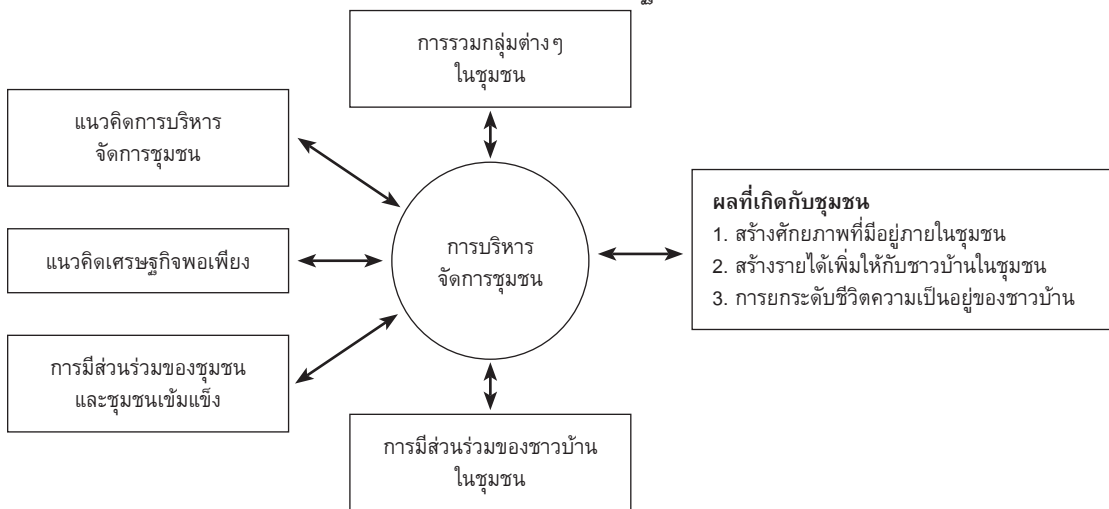 การรวมกลุ่มต่างๆ
ในชุมชน
แนวคิดการบริหาร
จัดการชุมชน
แนวคิดเศรษฐกิจพอเพียง
การมีส่วนร่วมของชุมชน
และชุมชนเข้มแข็ง
การบริหาร
จัดการชุมชน
การมีส่วนร่วมของชาวบ้าน
ในชุมชน
ผลที่เกิดกับชุมชน
1. สร้างศักยภาพที่มีอยู่ภายในชุมชน
2. สร้างรายได้เพิ่มให้กับชาวบ้านในชุมชน
3. การยกระดับชีวิตความเป็นอยู่ของชาวบ้าน